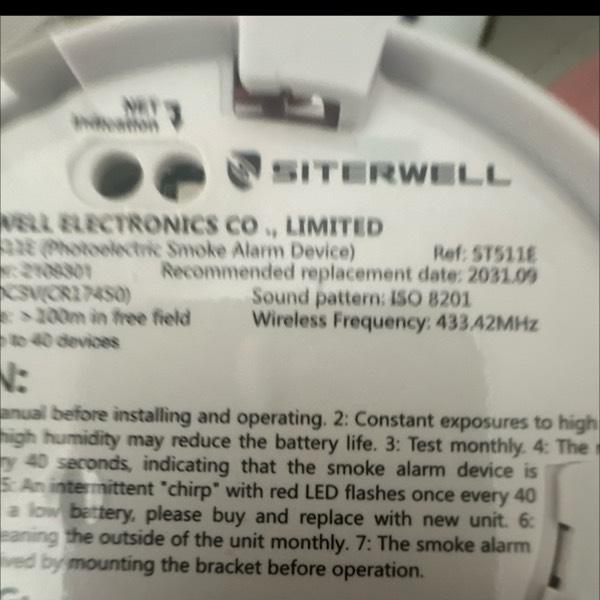 NET
Indication
SITERWELL
WELL ELECTRONICS CO ., LIMITED
11E (Photoelectric Smoke Alarm Device) Ref: ST511E
Recommended replacement date: 2031.09
DC3V(CR17450) Sound pattern: ISO 8201
>100m in free field Wireless Frequency: 433.42MHz
to 40 devices
N:
anual before installing and operating. 2: Constant exposures to high
high humidity may reduce the battery life. 3: Test monthly. 4: The
ry 40 seconds, indicating that the smoke alarm device is
5: An intermittent "chirp" with red LED flashes once every 40
a low battery, please buy and replace with new unit. 6:
eaning the outside of the unit monthly. 7: The smoke alarm
ived by mounting the bracket before operation.